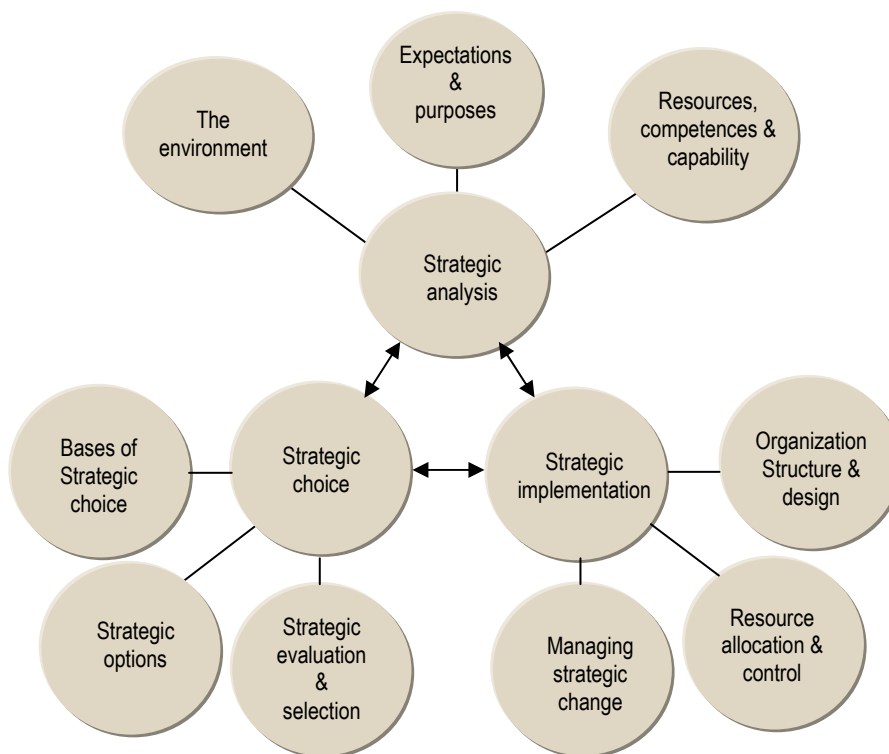 Expectations
&
purposes
The
environment
Resources,
competences &
capability
Strategic
analysis
Bases of
Strategic
choice
Strategic
choice
Strategic
implementation
Organization
Structure &
design
Strategic
options
Strategic
evaluation
&
selection
Managing
strategic
change
Resource
allocation &
control